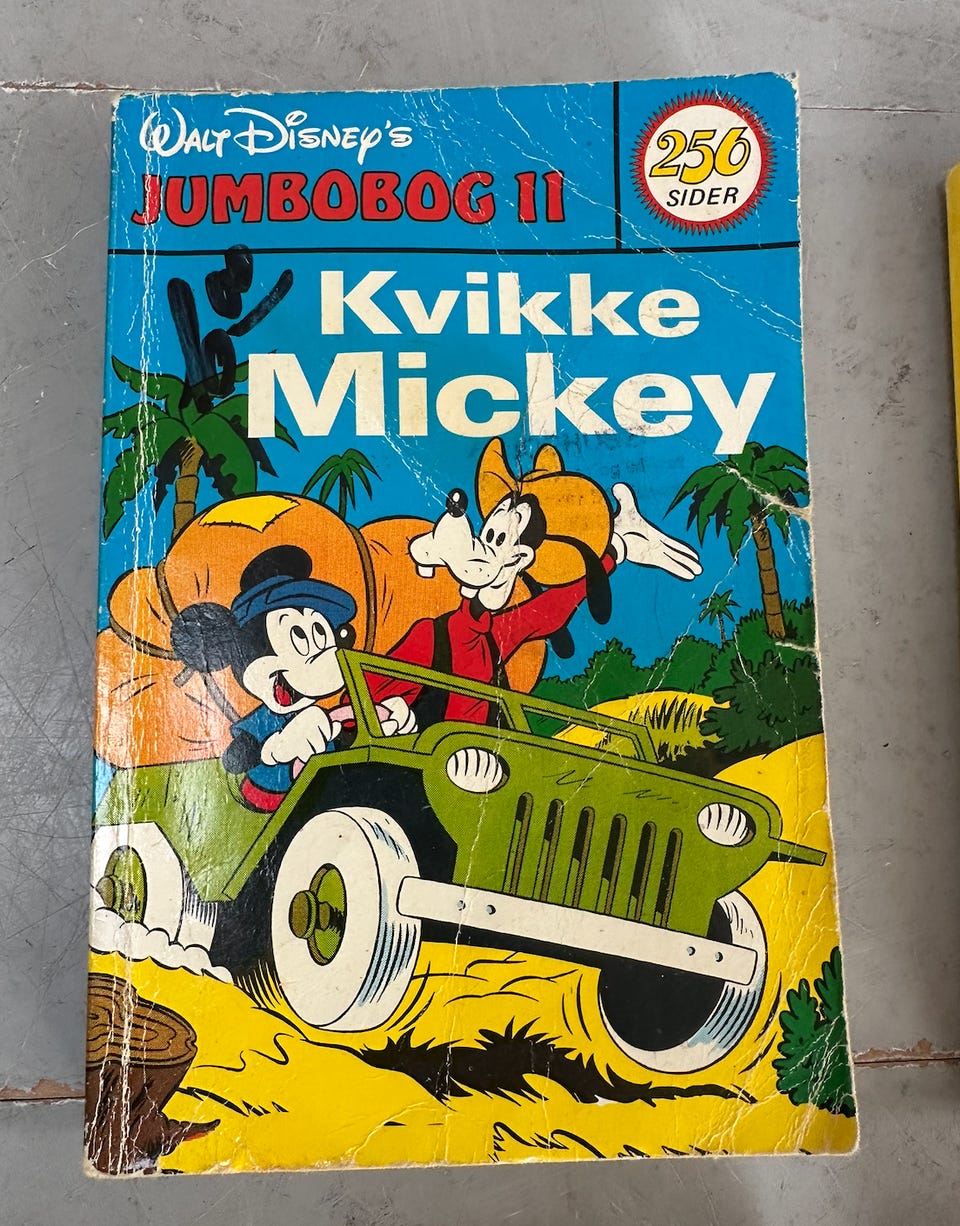 WALT DISNEY'S
JUMBOBOG 11
256
SIDER
Kvikke
Mickey